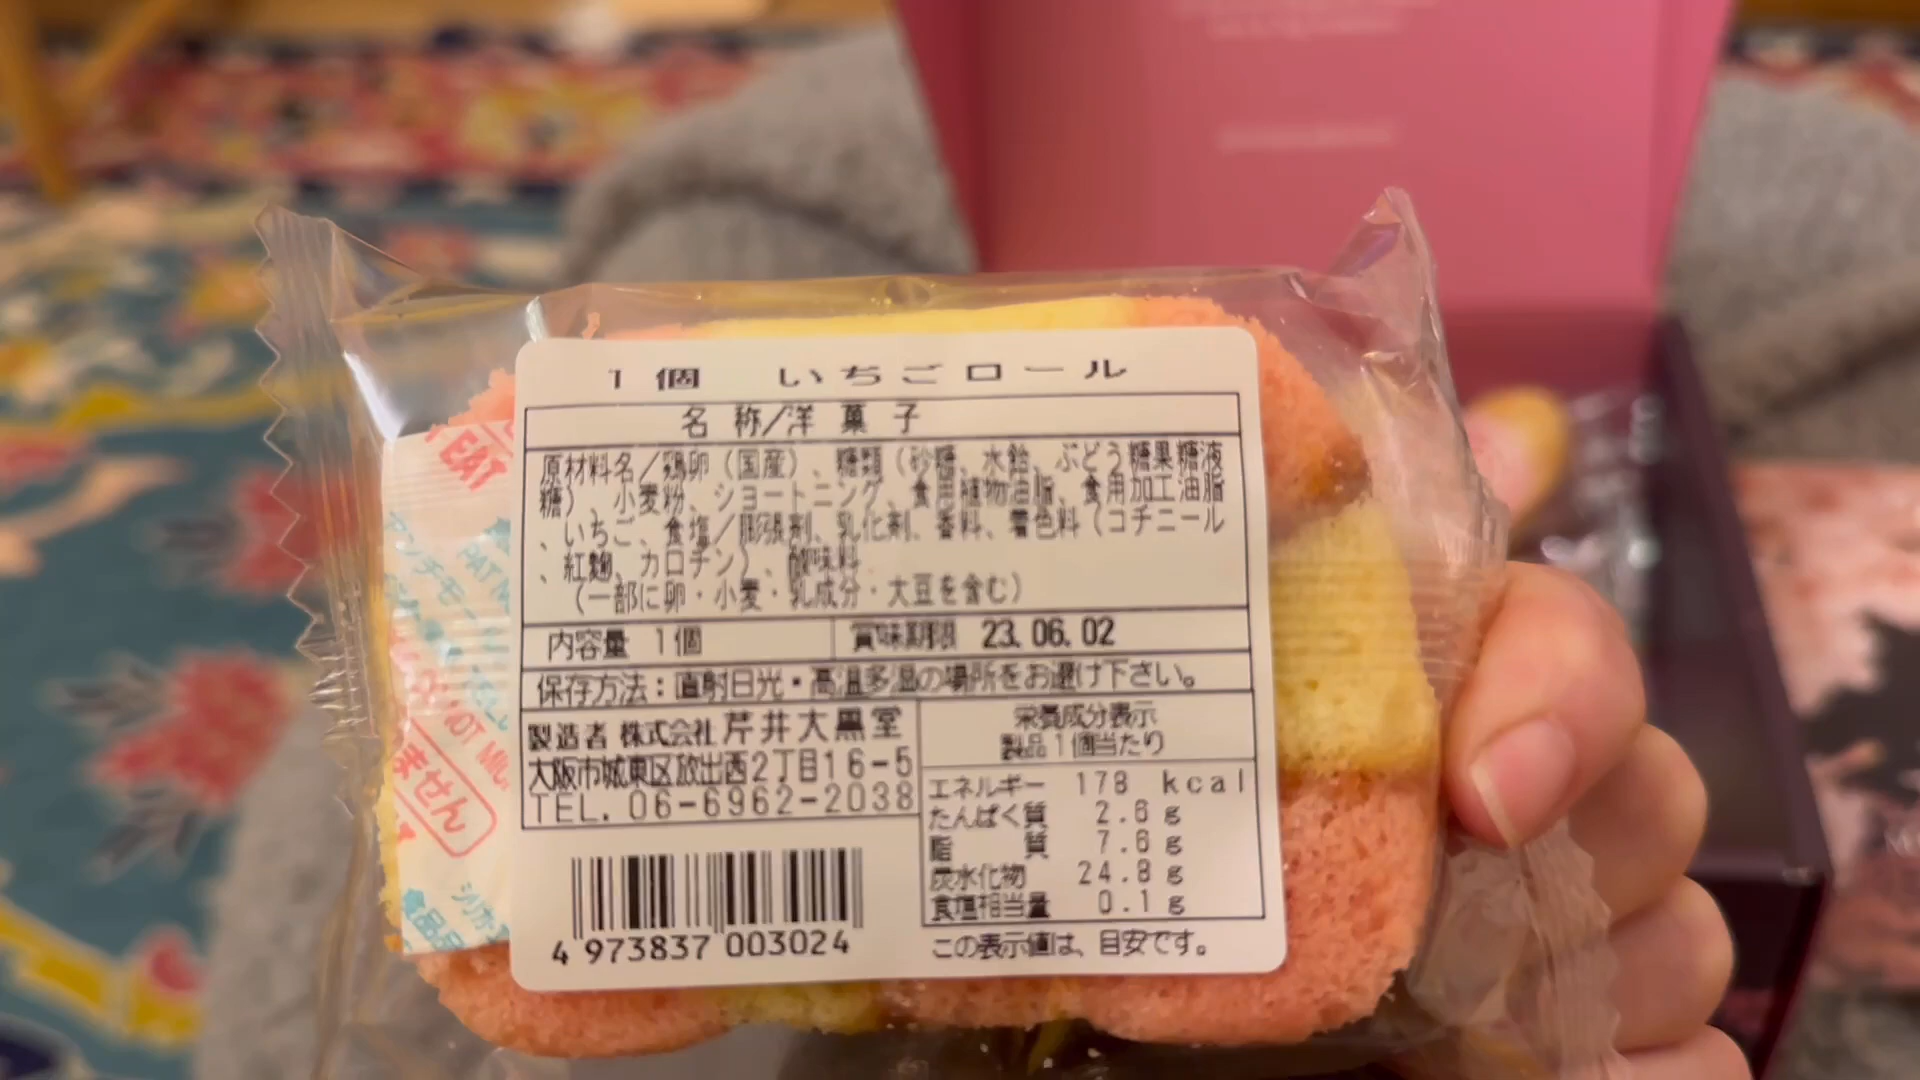 1個 いちごロール
名 称/洋 菓 子
原材料名/鶏卵(国産)、糖類(砂糖、水飴、ぶどう糖果糖液
糖)、小麦粉、ショートニング、食用植物油脂、食用加工油脂
、いちご、食塩/膨張剤、乳化剤、香料、着色料(コチニール
、紅麹、カロチン)、酸味料
(一部に卵・小麦・乳成分・大豆を含む)
内容量 1個 賞味期限 23.06.02
保存方法:直射日光・高温多湿の場所をお避け下さい。
製造者 株式会社 芹井大黒堂
大阪市城東区放出西2丁目16-5
TEL. 06-6962-2038
栄養成分表示
製品1個当たり
エネルギー 178 kcal
たんぱく質 2.6g
脂 質 7.6g
炭水化物 24.8g
食塩相当量 0.1g
この表示値は、目安です。
4 973837 003024
EAT
NOT
ません
食品